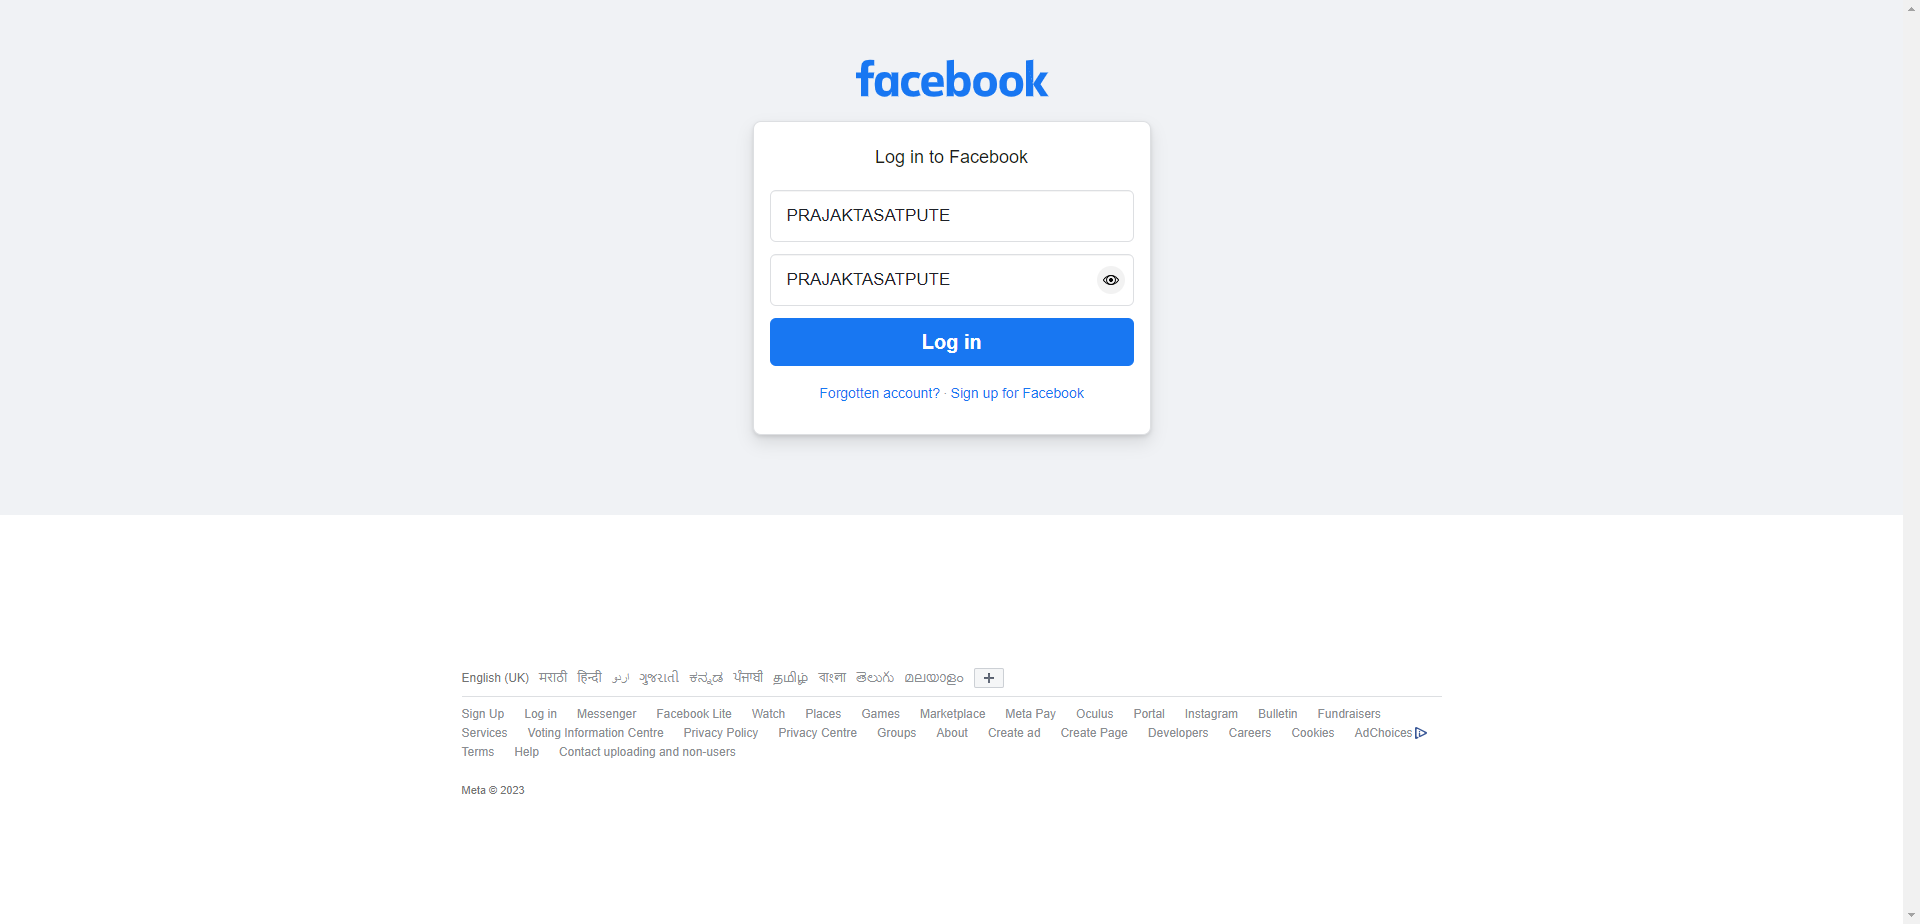 facebook
Log in to Facebook
PRAJAKTASATPUTE
PRAJAKTASATPUTE
Log in
Forgotten account? · Sign up for Facebook
English (UK) मराठी हिन्दी اردو ગુજરાતી ಕನ್ನಡ ਪੰਜਾਬੀ தமிழ் বাংলা తెలుగు മലയാളം +
Sign Up Log in Messenger Facebook Lite Watch Places Games Marketplace Meta Pay Oculus Portal Instagram Bulletin Fundraisers
Services Voting Information Centre Privacy Policy Privacy Centre Groups About Create ad Create Page Developers Careers Cookies AdChoices
Terms Help Contact uploading and non-users
Meta © 2023